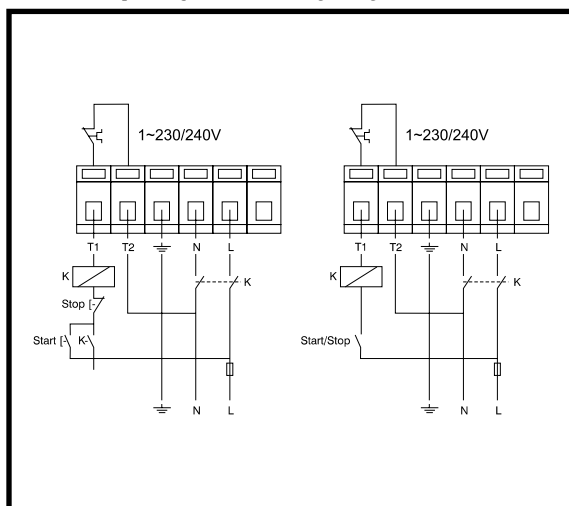 1~230/240V
1~230/240V
T1 T2 N L
T1 T2 N L
K
K
K
K
Stop
Start K
Start/Stop
N L
N L